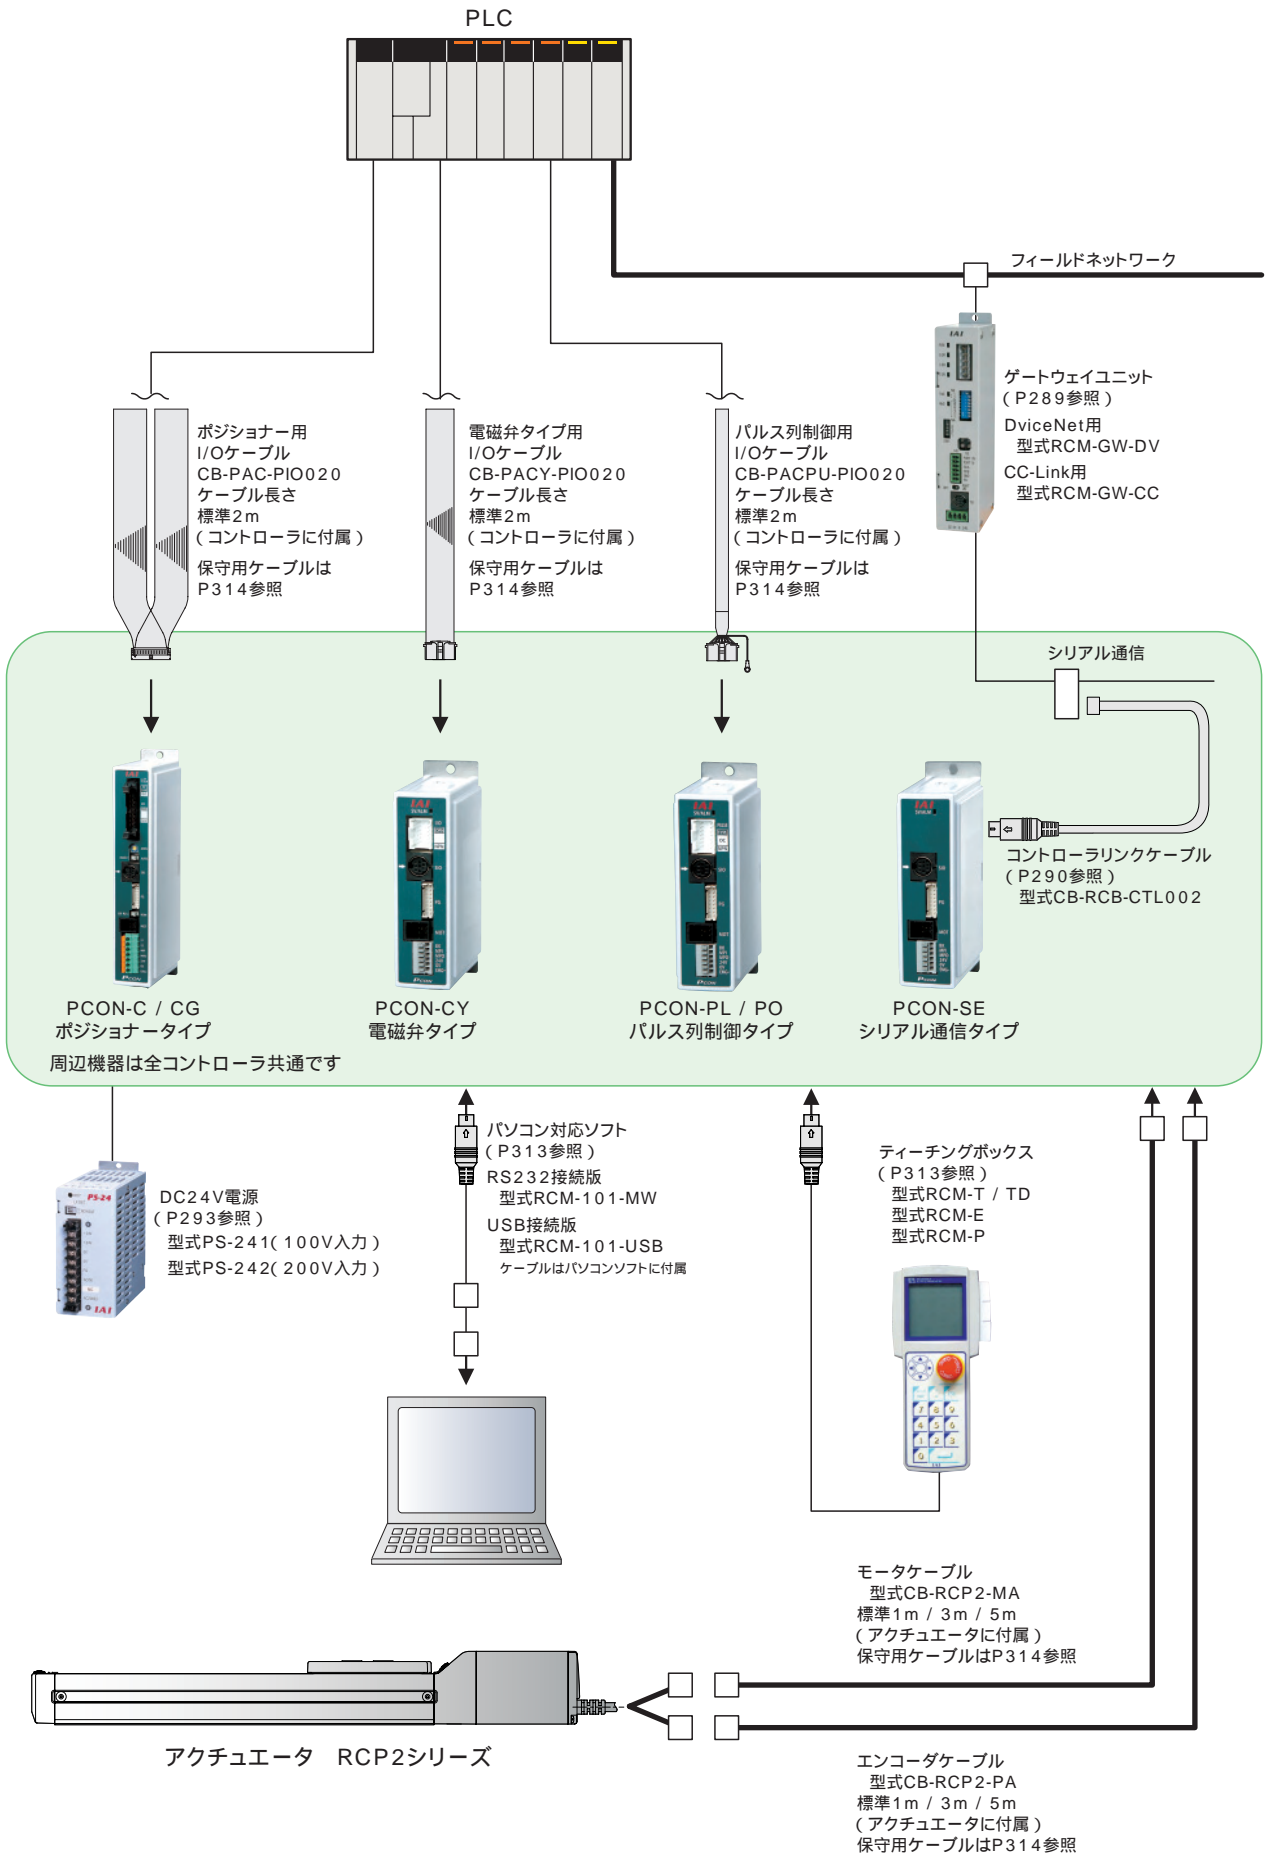 PLC
フィールドネットワーク
IAI
ゲートウェイユニット
(P289参照)
DviceNet用
型式RCM-GW-DV
CC-Link用
型式RCM-GW-CC
ポジショナー用
I/Oケーブル
CB-PAC-PIO020
ケーブル長さ
標準2m
(コントローラに付属)
保守用ケーブルは
P314参照
電磁弁タイプ用
I/Oケーブル
CB-PACY-PIO020
ケーブル長さ
標準2m
(コントローラに付属)
保守用ケーブルは
P314参照
パルス列制御用
I/Oケーブル
CB-PACPU-PIO020
ケーブル長さ
標準2m
(コントローラに付属)
保守用ケーブルは
P314参照
シリアル通信
IAI
PCON
IAI
PCON
IAI
PCON
IAI
PCON
コントローラリンクケーブル
(P290参照)
型式CB-RCB-CTL002
PCON-C / CG
ポジショナータイプ
PCON-CY
電磁弁タイプ
PCON-PL / PO
パルス列制御タイプ
PCON-SE
シリアル通信タイプ
周辺機器は全コントローラ共通です
PS-24
IAI
DC24V電源
(P293参照)
型式PS-241(100V入力)
型式PS-242(200V入力)
パソコン対応ソフト
(P313参照)
RS232接続版
型式RCM-101-MW
USB接続版
型式RCM-101-USB
ケーブルはパソコンソフトに付属
ティーチングボックス
(P313参照)
型式RCM-T / TD
型式RCM-E
型式RCM-P
7 8 9
4 5 6
1 2 3
0
モータケーブル
型式CB-RCP2-MA
標準1m / 3m / 5m
(アクチュエータに付属)
保守用ケーブルはP314参照
アクチュエータ RCP2シリーズ
エンコーダケーブル
型式CB-RCP2-PA
標準1m / 3m / 5m
(アクチュエータに付属)
保守用ケーブルはP314参照